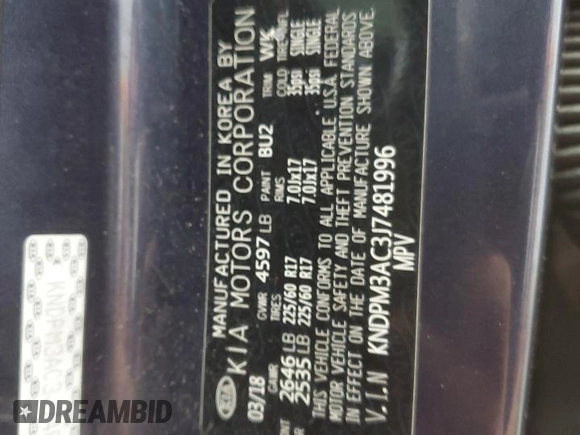 MANUFACTURED IN KOREA BY
KIA MOTORS CORPORATION
03/18 GVWR 4597 LB PAINT BU2 TRIM WK
GAWR TIRES RIMS COLD TIRE INFL.
2646 LB 225/60 R17 7.0Jx17 35psi SINGLE
2535 LB 225/60 R17 7.0Jx17 35psi SINGLE
THIS VEHICLE CONFORMS TO ALL APPLICABLE U.S.A. FEDERAL
MOTOR VEHICLE SAFETY AND THEFT PREVENTION STANDARDS
IN EFFECT ON THE DATE OF MANUFACTURE SHOWN ABOVE.
V.I.N KNDPM3AC3J7481996
MPV
KIA
DREAMBID